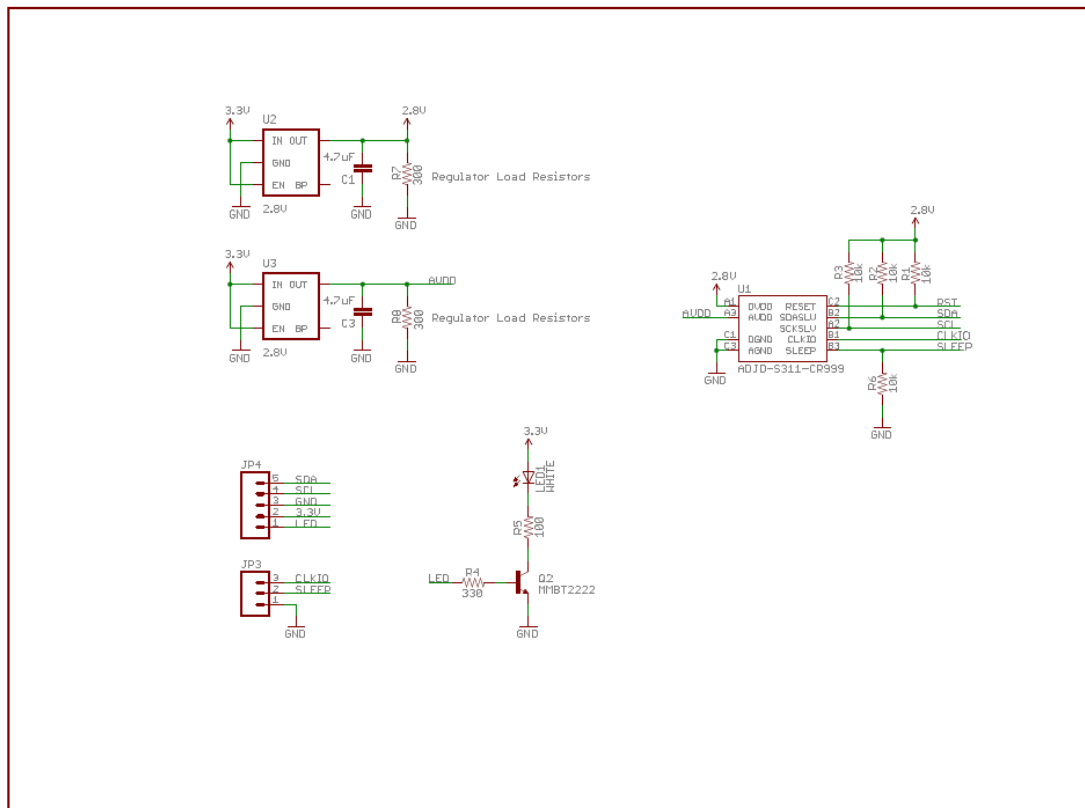 3.3V
2.8V
U2
IN OUT
GND
EN BP
2.8V
GND
4.7uF
C1
GND
R7
300
GND
Regulator Load Resistors
3.3V
U3
IN OUT
GND
EN BP
2.8V
GND
4.7uF
C3
GND
AVDD
R8
300
GND
Regulator Load Resistors
2.8V
R3
10k
R2
10k
R1
10k
2.8V
U1
A1 DVDD RESET C2 RST
AVDD A3 AVDD SDASLV B2 SDA
SCKSLV A2 SCL
C1 DGND CLKIO B1 CLKIO
C3 AGND SLEEP B3 SLEEP
ADJD-S311-CR999
GND
R6
10k
GND
JP4
5 SDA
4 SCL
3 GND
2 3.3V
1 LED
JP3
3 CLKIO
2 SLEEP
1
GND
3.3V
LED1
WHITE
R5
100
LED
R4
330
Q2
MMBT2222
GND